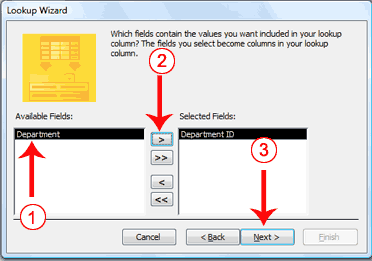 Lookup Wizard
Which fields contain the values you want included in your lookup
column? The fields you select become columns in your lookup
column.
2
Available Fields:
Selected Fields:
Department
>
Department ID
>>
3
<
1
<<
Cancel
< Back
Next >
Finish